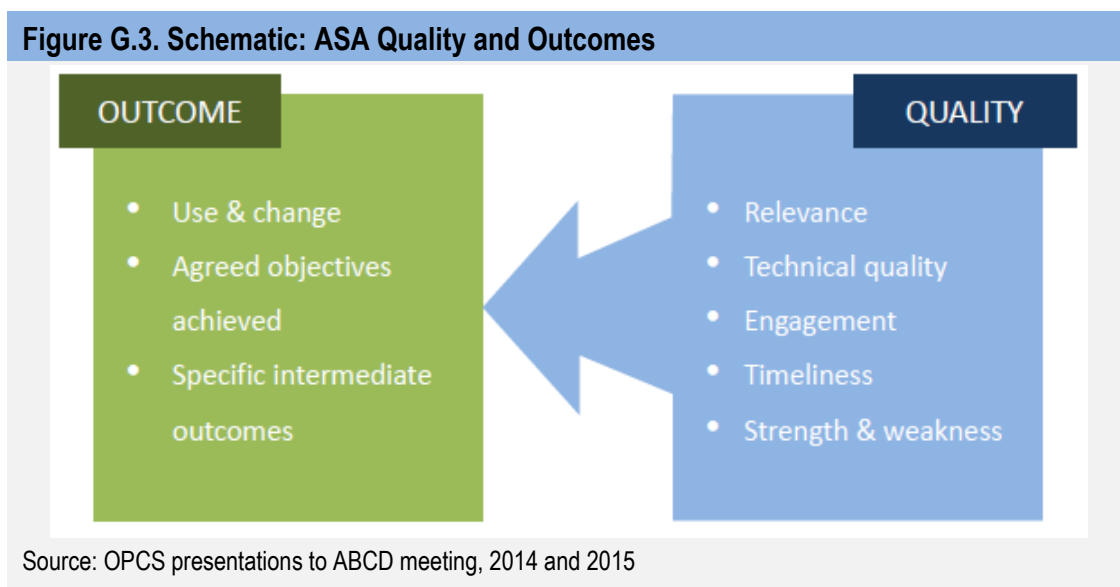 Figure G.3. Schematic: ASA Quality and Outcomes
OUTCOME
• Use & change
• Agreed objectives
achieved
• Specific intermediate
outcomes
QUALITY
• Relevance
• Technical quality
• Engagement
• Timeliness
• Strength & weakness
Source: OPCS presentations to ABCD meeting, 2014 and 2015